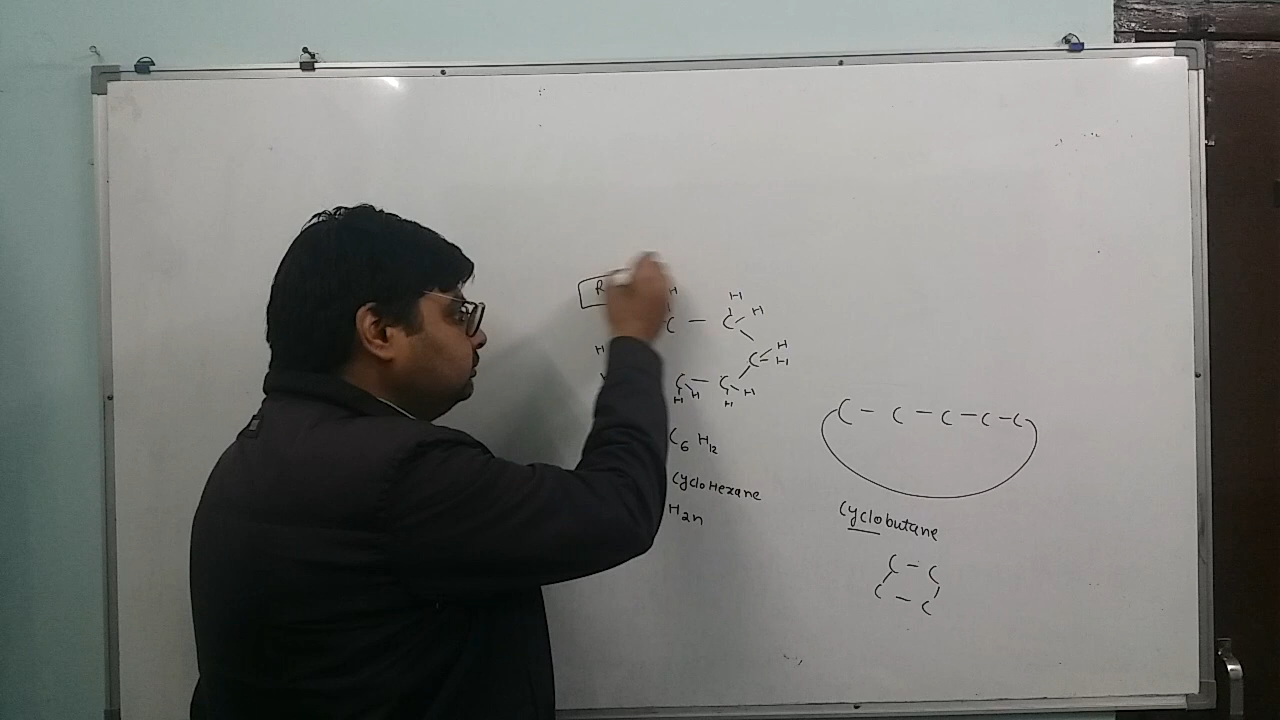 H
H
C — C H
H
C H
H
C — C H
H H H
C6 H12
CycloHexane
H2n
C — C — C — C — C
Cyclobutane
C — C
C — C